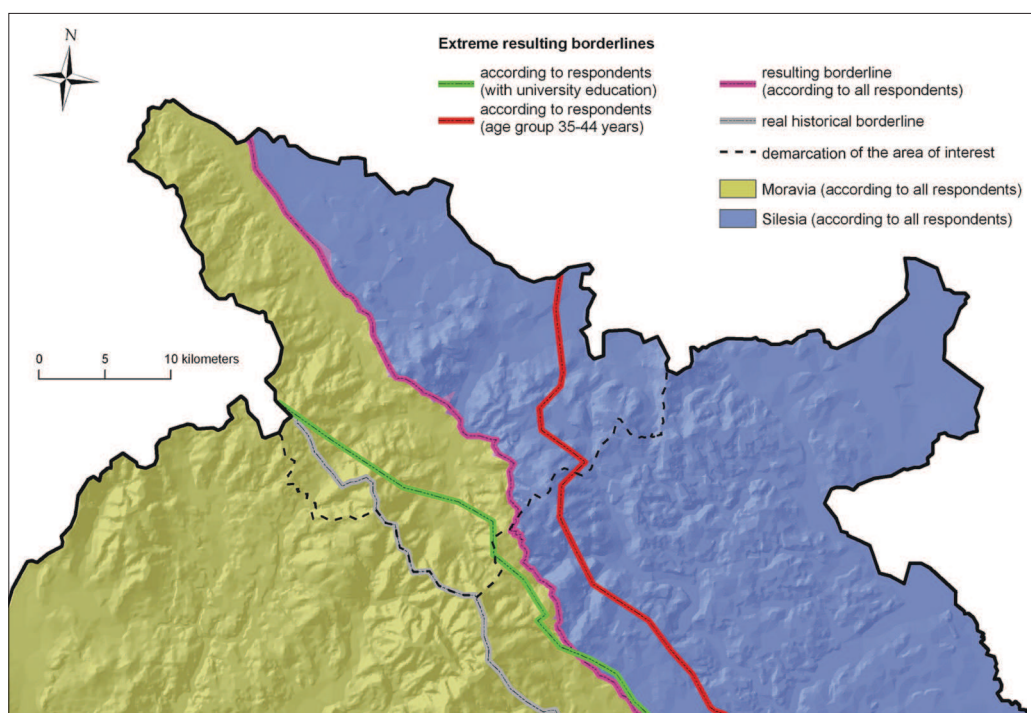 N
Extreme resulting borderlines
according to respondents
(with university education)
according to respondents
(age group 35-44 years)
resulting borderline
(according to all respondents)
real historical borderline
demarcation of the area of interest
Moravia (according to all respondents)
Silesia (according to all respondents)
0 5 10 kilometers